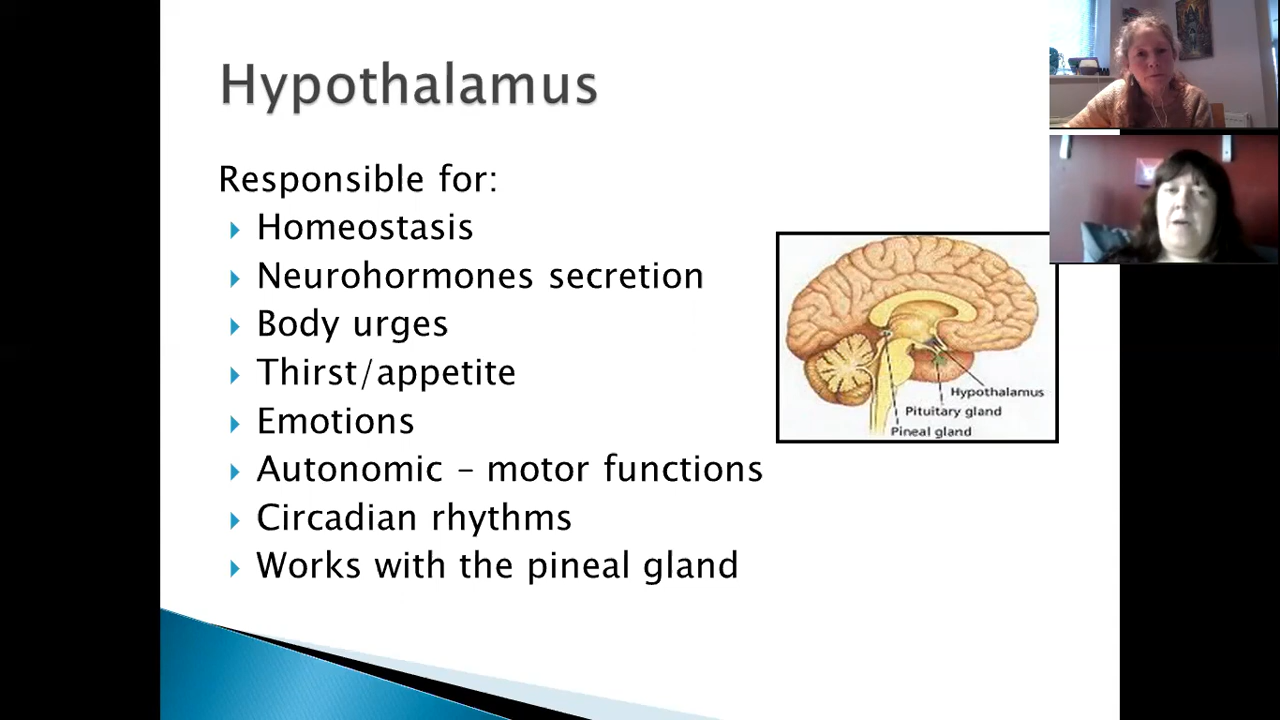 Hypothalamus
Responsible for:
Homeostasis
Neurohormones secretion
Body urges
Thirst/appetite
Emotions
Autonomic – motor functions
Circadian rhythms
Works with the pineal gland
Hypothalamus
Pituitary gland
Pineal gland